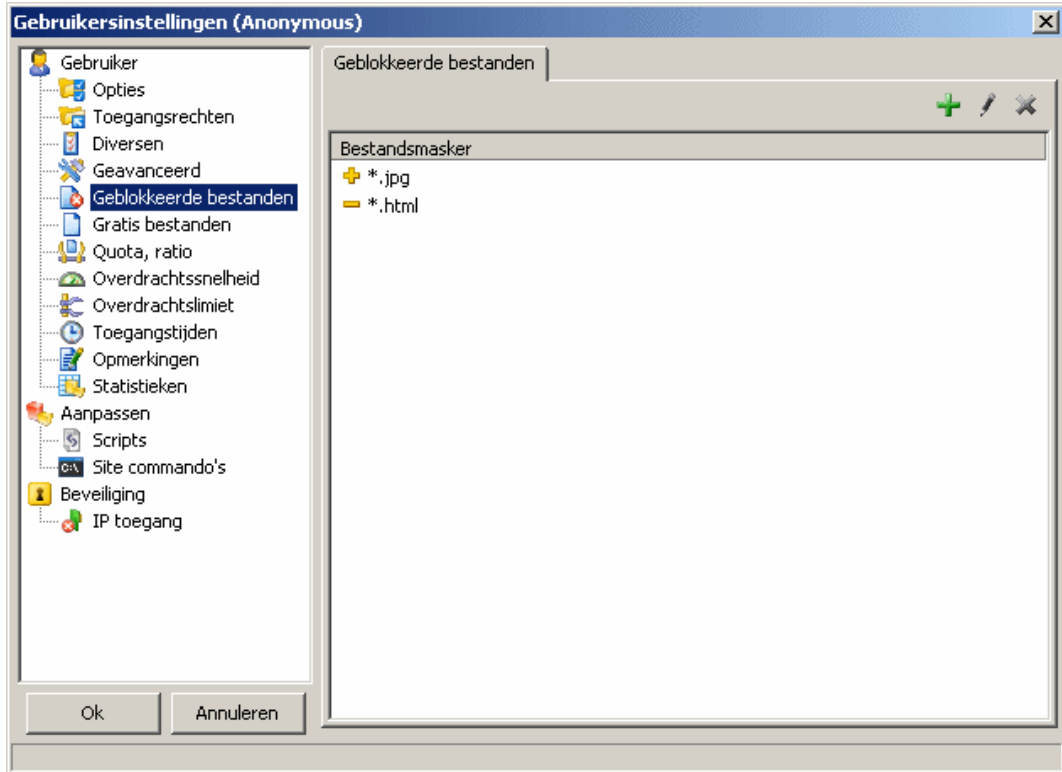 Gebruikersinstellingen (Anonymous)
Gebruiker
Opties
Toegangsrechten
Diversen
Geavanceerd
Geblokkeerde bestanden
Gratis bestanden
Quota, ratio
Overdrachtssnelheid
Overdrachtslimiet
Toegangstijden
Opmerkingen
Statistieken
Aanpassen
Scripts
Site commando's
Beveiliging
IP toegang
Ok
Annuleren
Geblokkeerde bestanden
Bestandsmasker
*.jpg
*.html